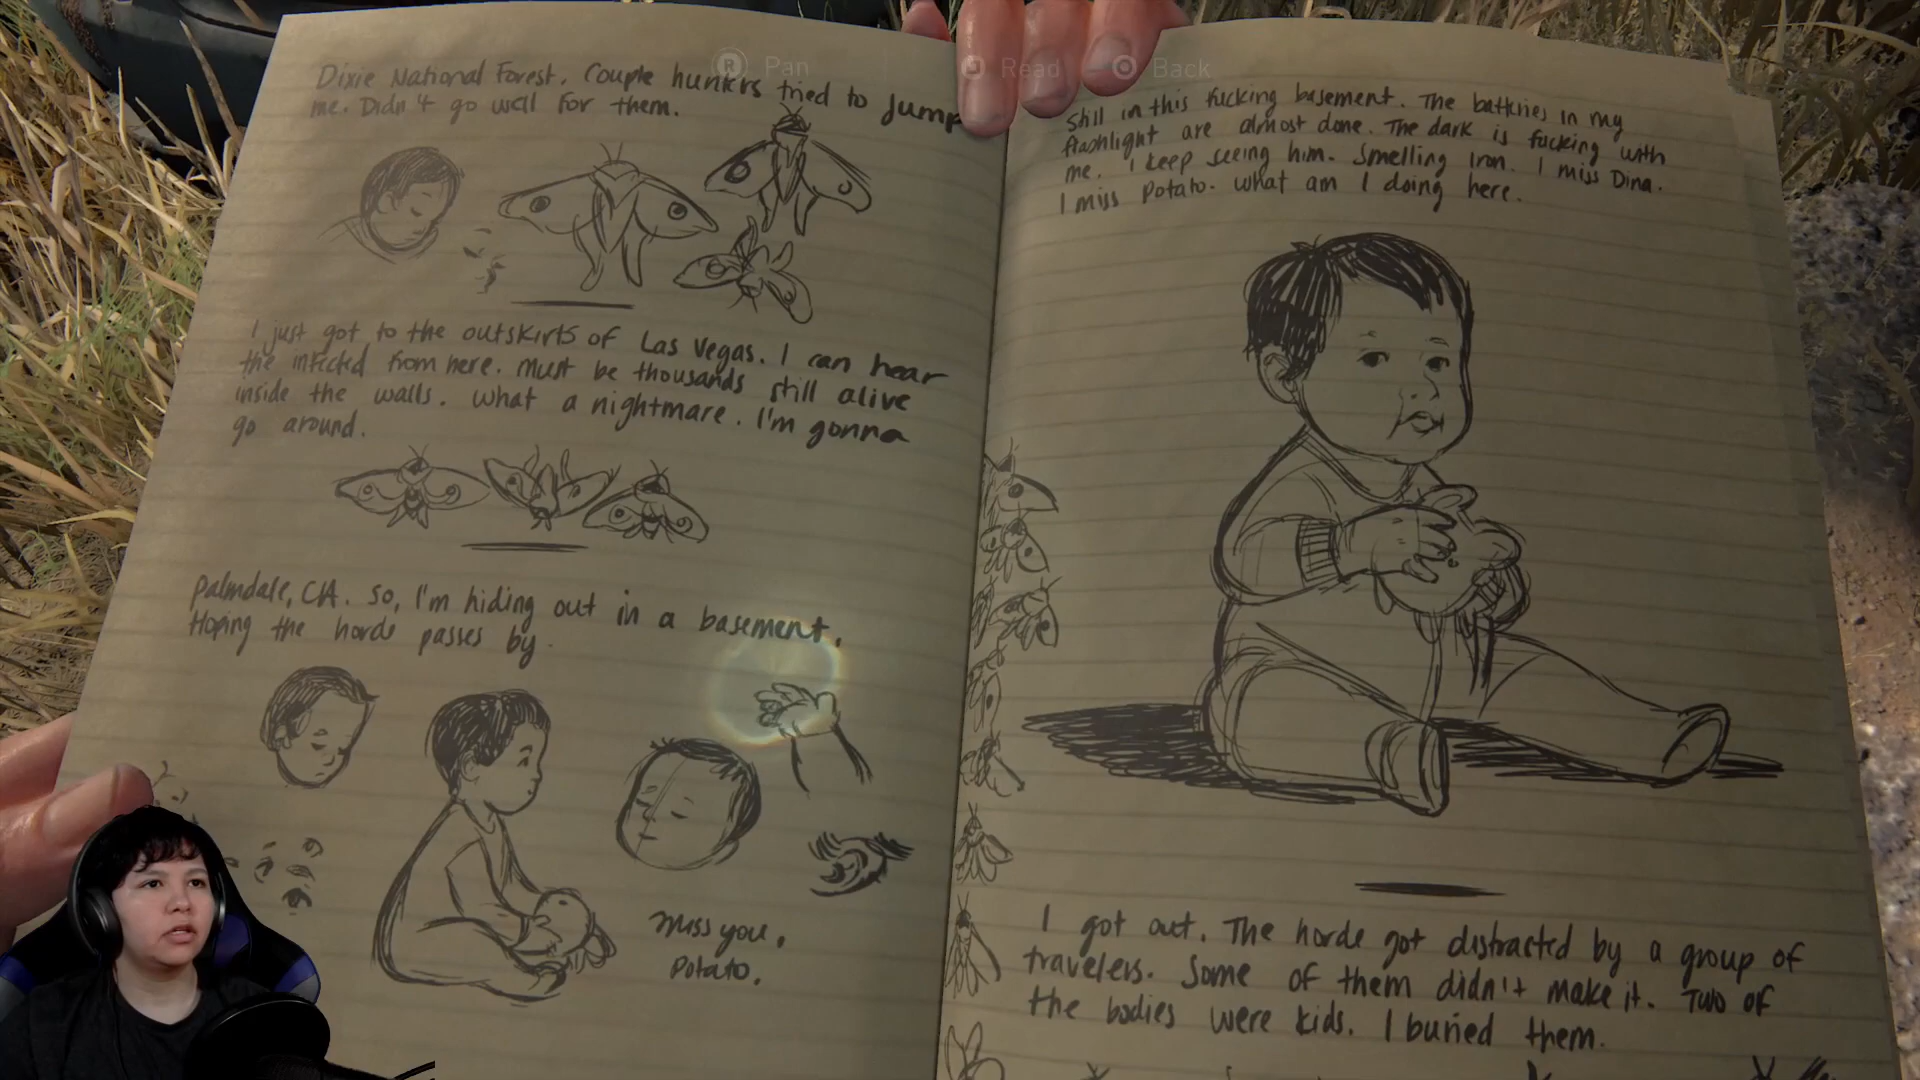 Pan
Read
Back
Dixie National Forest. Couple hunters tried to jump
me. Didn't go well for them.
I just got to the outskirts of Las Vegas. I can hear
the infected from here. Must be thousands still alive
inside the walls. What a nightmare. I'm gonna
go around.
Palmdale, CA. So, I'm hiding out in a basement.
Hoping the horde passes by.
Miss you,
Potato.
Still in this fucking basement. The batteries in my
flashlight are almost done. The dark is fucking with
me. I keep seeing him. Smelling Iron. I miss Dina.
I miss Potato. What am I doing here.
I got out. The horde got distracted by a group of
travelers. Some of them didn't make it. Two of
the bodies were kids. I buried them.